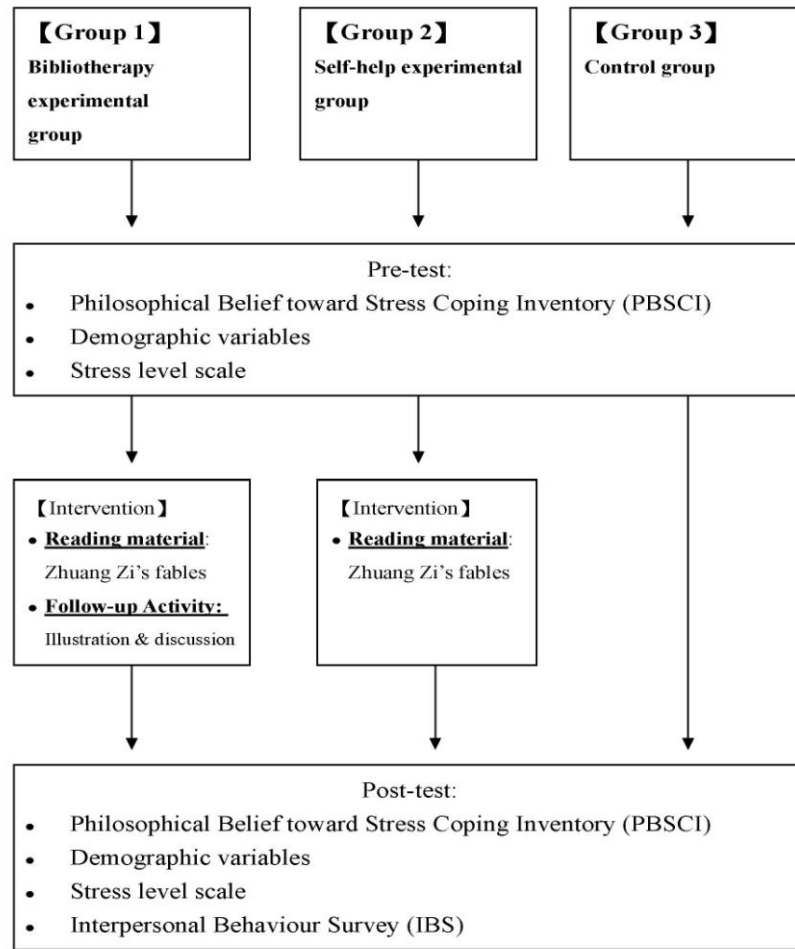 【Group 1】
Bibliotherapy
experimental
group
【Group 2】
Self-help experimental
group
【Group 3】
Control group
Pre-test:
• Philosophical Belief toward Stress Coping Inventory (PBSCI)
• Demographic variables
• Stress level scale
【Intervention】
• Reading material:
Zhuang Zi’s fables
• Follow-up Activity:
Illustration & discussion
【Intervention】
• Reading material:
Zhuang Zi’s fables
Post-test:
• Philosophical Belief toward Stress Coping Inventory (PBSCI)
• Demographic variables
• Stress level scale
• Interpersonal Behaviour Survey (IBS)